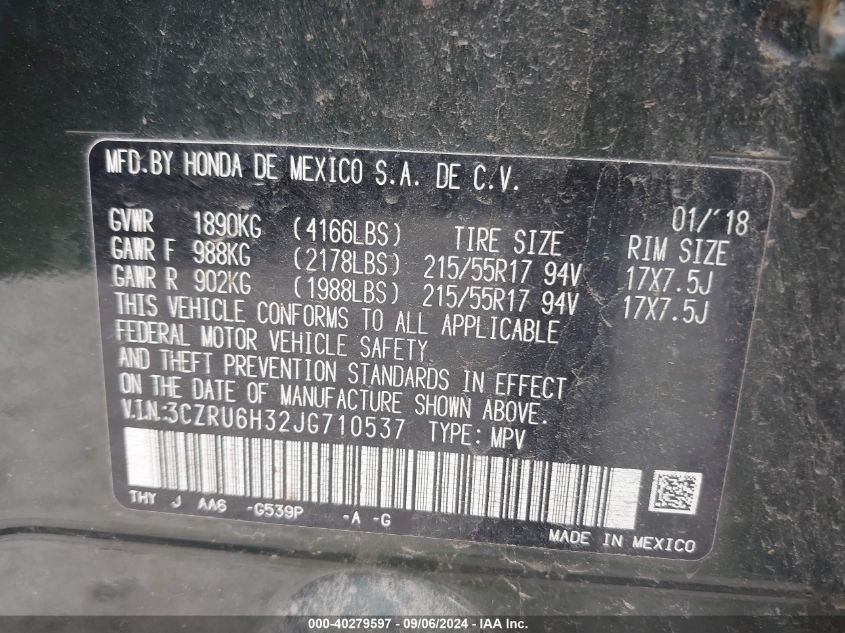 MFD.BY HONDA DE MEXICO S.A. DE C.V.
01/'18
GVWR 1890KG (4166LBS) TIRE SIZE RIM SIZE
GAWR F 988KG (2178LBS) 215/55R17 94V 17X7.5J
GAWR R 902KG (1988LBS) 215/55R17 94V 17X7.5J
THIS VEHICLE CONFORMS TO ALL APPLICABLE
FEDERAL MOTOR VEHICLE SAFETY
AND THEFT PREVENTION STANDARDS IN EFFECT
ON THE DATE OF MANUFACTURE SHOWN ABOVE.
V.I.N:3CZRU6H32JG710537 TYPE: MPV
THY J AA6 -G539P -A -G
MADE IN MEXICO
000-40279597 - 09/06/2024 - IAA Inc.